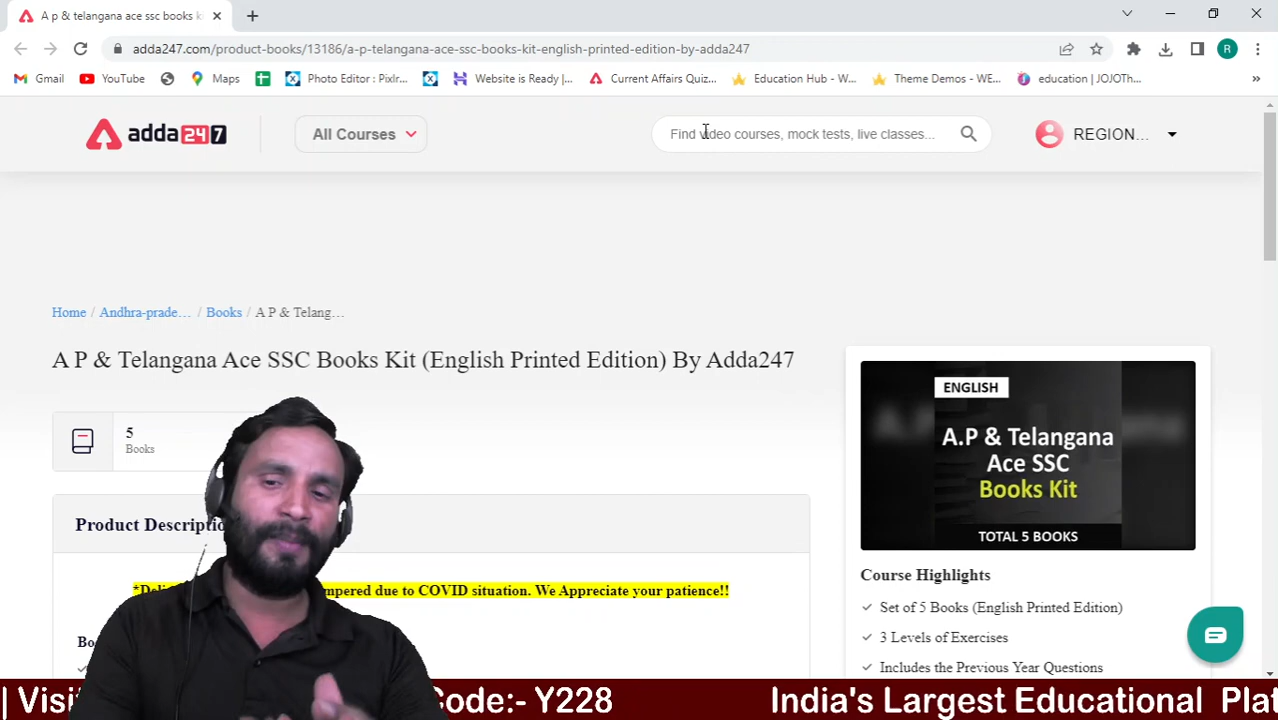 A p & telangana ace ssc books k
adda247.com/product-books/13186/a-p-telangana-ace-ssc-books-kit-english-printed-edition-by-adda247
R
Gmail
YouTube
Maps
Photo Editor : Pixlr...
Website is Ready |...
Current Affairs Quiz...
Education Hub - W...
Theme Demos - WE...
education | JOJOTh...
»
adda247
All Courses
Find video courses, mock tests, live classes...
REGION...
Home / Andhra-prade... / Books / A P & Telang...
A P & Telangana Ace SSC Books Kit (English Printed Edition) By Adda247
5
Books
ENGLISH
A.P & Telangana
Ace SSC
Books Kit
TOTAL 5 BOOKS
Product Descriptio
mpered due to COVID situation. We Appreciate your patience!!
Course Highlights
Set of 5 Books (English Printed Edition)
3 Levels of Exercises
Includes the Previous Year Questions
| Visi
Code:- Y228
India's Largest Educational Plat